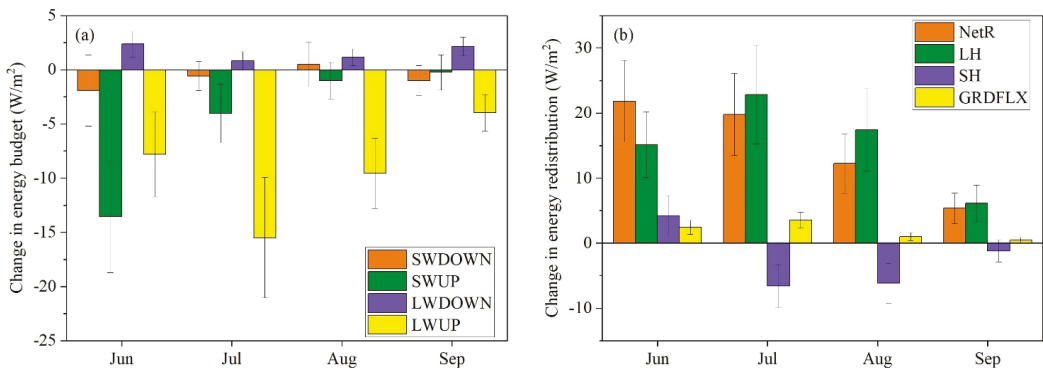 (a)
Change in energy budget (W/m²)
5
0
-5
-10
-15
-20
-25
SWDOWN
SWUP
LWDOWN
LWUP
Jun Jul Aug Sep
(b)
Change in energy redistribution (W/m²)
30
20
10
0
-10
NetR
LH
SH
GRDFLX
Jun Jul Aug Sep